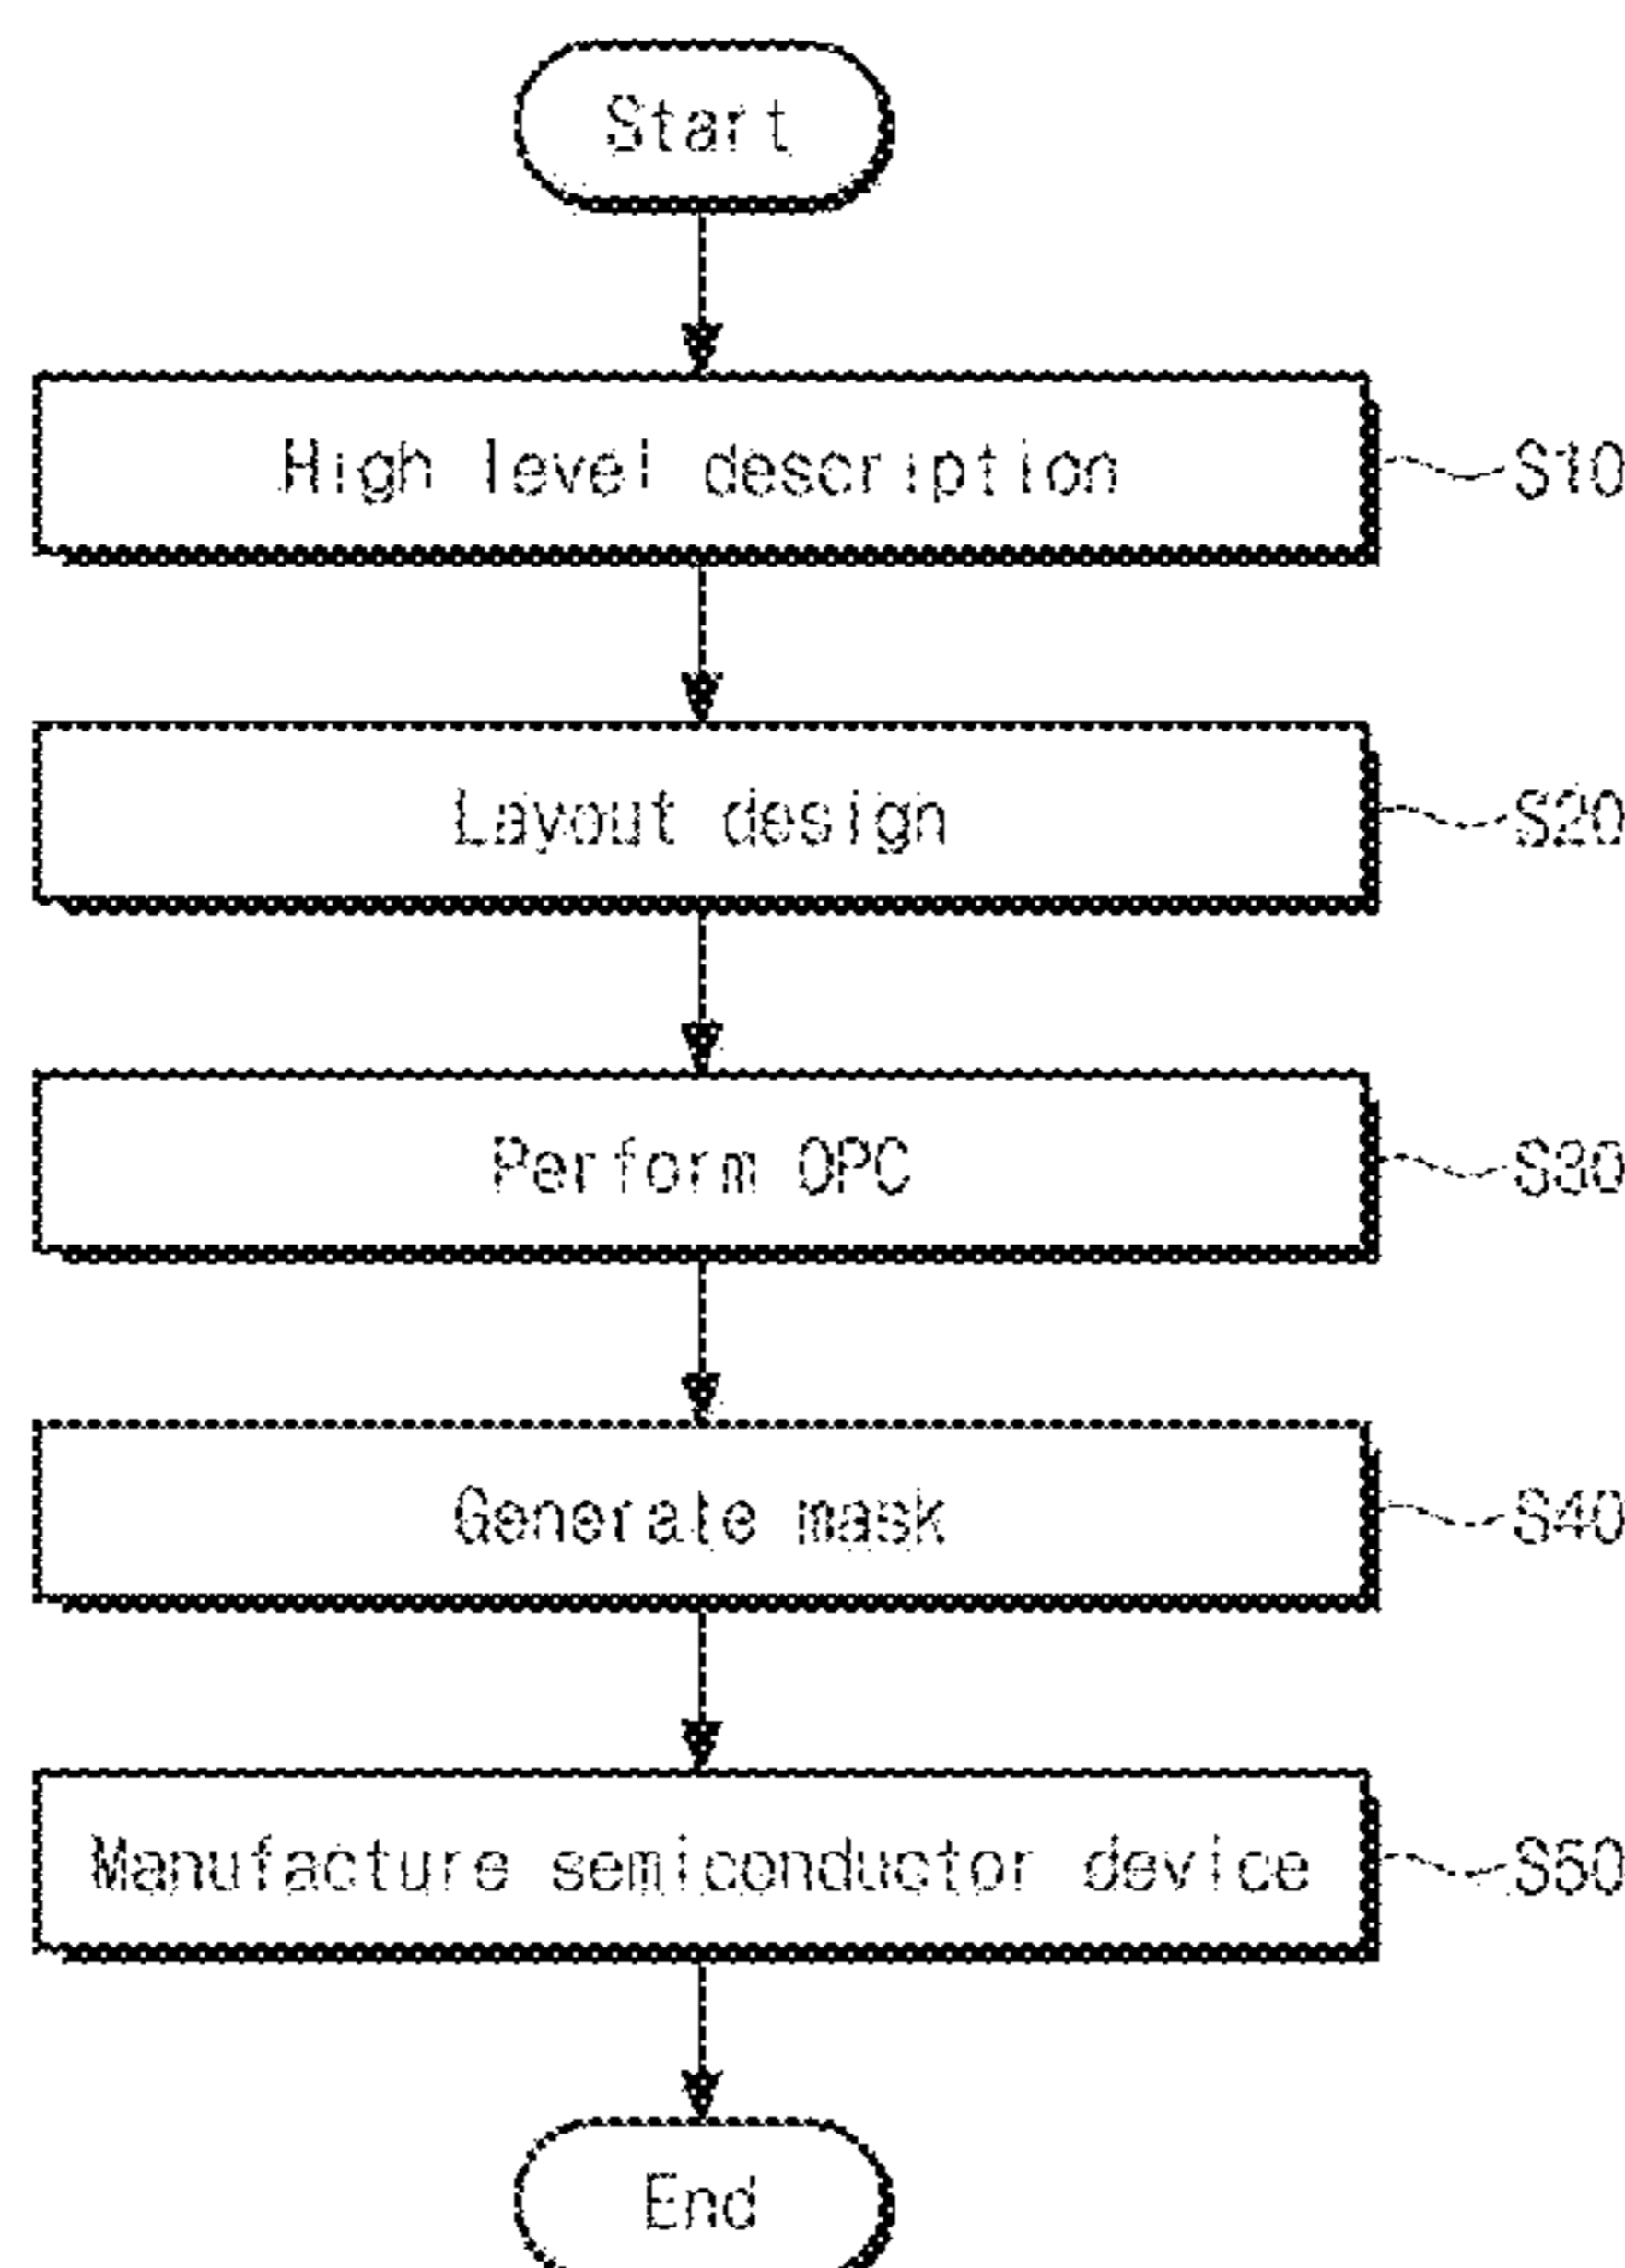 Start
High level description
S10
Layout design
S20
Perform OPC
S30
Generate mask
S40
Manufacture semiconductor device
S50
End